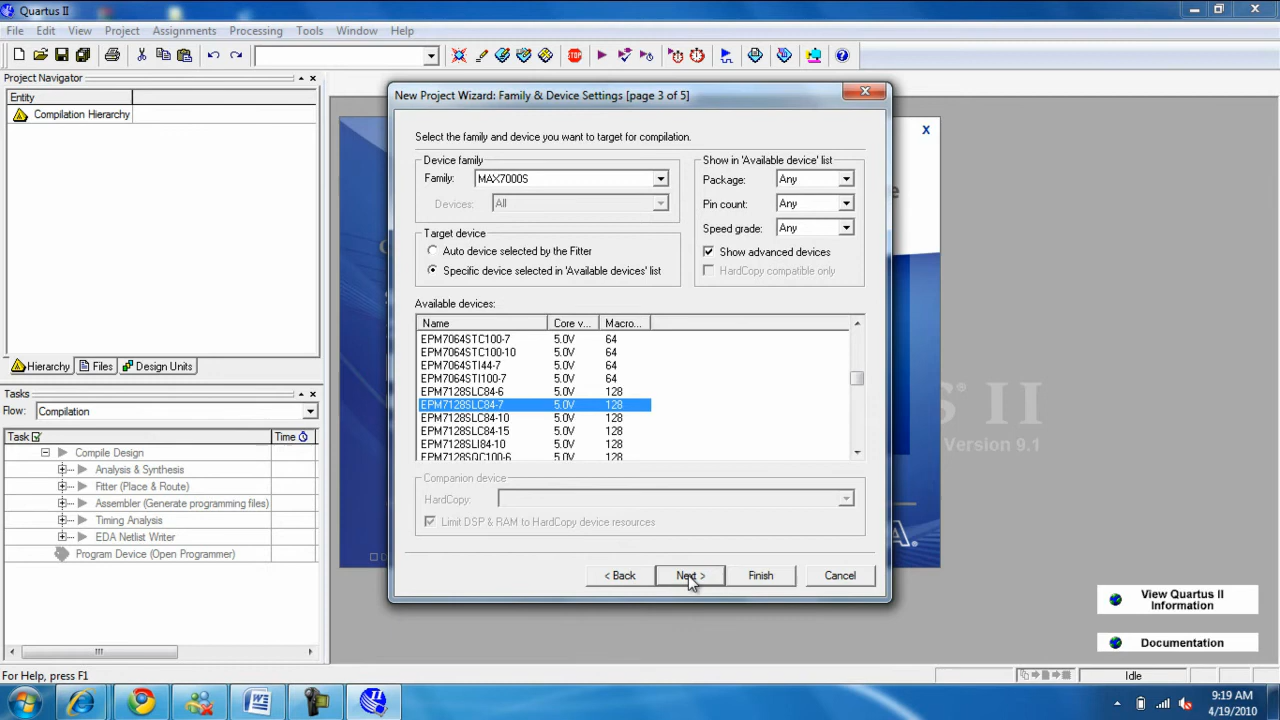 Quartus II
File Edit View Project Assignments Processing Tools Window Help
Project Navigator
Entity
Compilation Hierarchy
Hierarchy Files Design Units
Tasks
Flow: Compilation
Task Time
Compile Design
Analysis & Synthesis
Fitter (Place & Route)
Assembler (Generate programming files)
Timing Analysis
EDA Netlist Writer
Program Device (Open Programmer)
STOP
New Project Wizard: Family & Device Settings [page 3 of 5]
Select the family and device you want to target for compilation.
Device family
Family: MAX7000S
Devices: All
Target device
Auto device selected by the Fitter
Specific device selected in 'Available devices' list
Show in 'Available device' list
Package: Any
Pin count: Any
Speed grade: Any
Show advanced devices
HardCopy compatible only
Available devices:
Name Core v... Macro...
EPM7064STC100-7 5.0V 64
EPM7064STC100-10 5.0V 64
EPM7064STI44-7 5.0V 64
EPM7064STI100-7 5.0V 64
EPM7128SLC84-6 5.0V 128
EPM7128SLC84-7 5.0V 128
EPM7128SLC84-10 5.0V 128
EPM7128SLC84-15 5.0V 128
EPM7128SLI84-10 5.0V 128
EPM7128SQC100-6 5.0V 128
Companion device
HardCopy:
Limit DSP & RAM to HardCopy device resources
< Back Next > Finish Cancel
S® II
Version 9.1
A.
View Quartus II
Information
Documentation
For Help, press F1
Idle
9:19 AM
4/19/2010